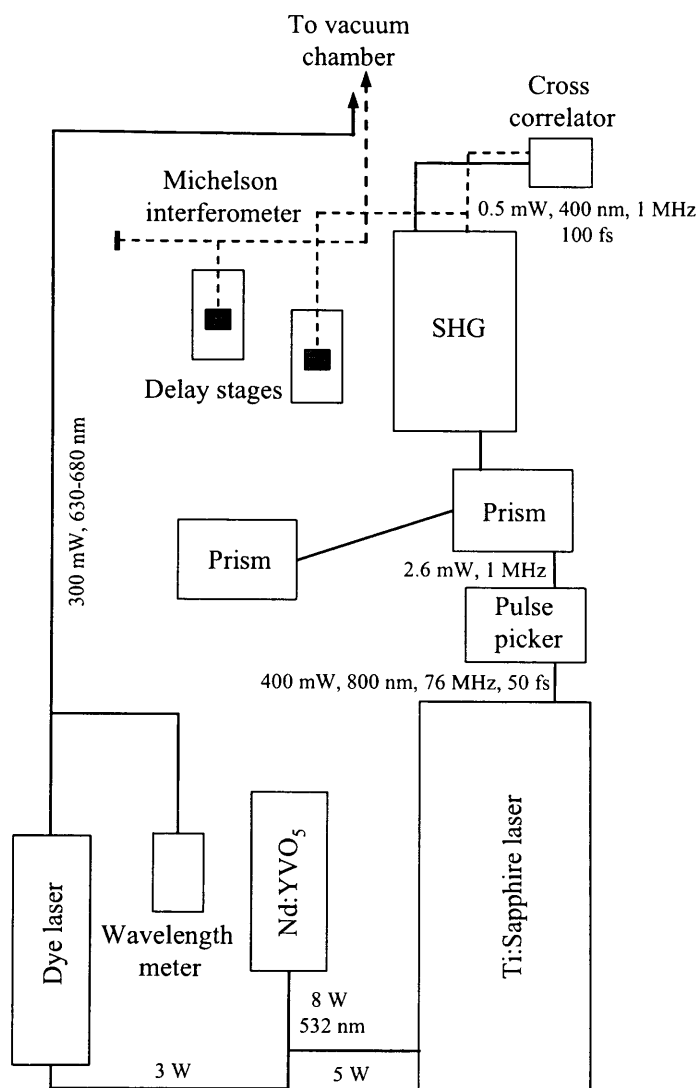 To vacuum
chamber
Cross
correlator
Michelson
interferometer
0.5 mW, 400 nm, 1 MHz
100 fs
SHG
Delay stages
300 mW, 630-680 nm
Prism
Prism
2.6 mW, 1 MHz
Pulse
picker
400 mW, 800 nm, 76 MHz, 50 fs
Ti:Sapphire laser
Nd:YVO5
Dye laser
Wavelength
meter
8 W
532 nm
3 W
5 W